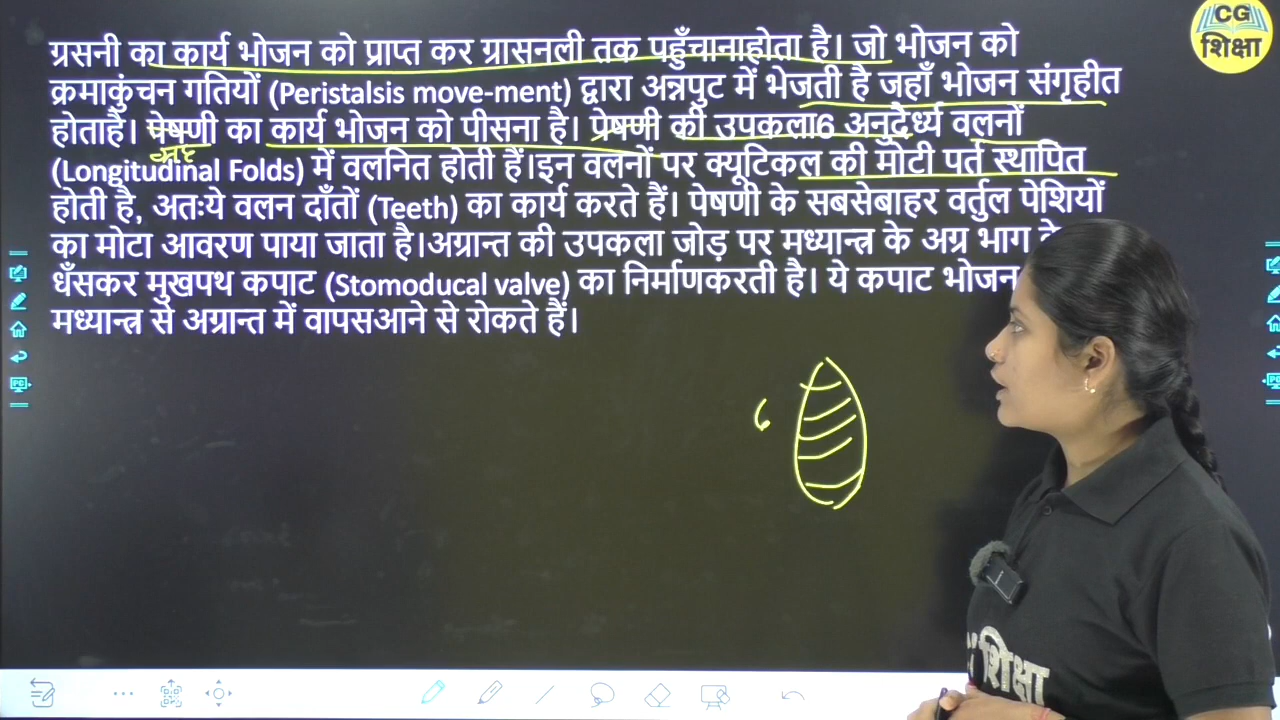 CG
शिक्षा
ग्रसनी का कार्य भोजन को प्राप्त कर ग्रासनली तक पहुँचानाहोता है। जो भोजन को
क्रमाकुंचन गतियों (Peristalsis move-ment) द्वारा अन्नपुट में भेजती है जहाँ भोजन संगृहीत
होताहै। पेषणी का कार्य भोजन को पीसना है। प्रेषणी की उपकला6 अनुदैर्ध्य वलनों
(Longitudinal Folds) में वलनित होती हैं।इन वलनों पर क्यूटिकल की मोटी पर्त स्थापित
होती है, अतःये वलन दाँतों (Teeth) का कार्य करते हैं। पेषणी के सबसेबाहर वर्तुल पेशियों
का मोटा आवरण पाया जाता है।अग्रान्त की उपकला जोड़ पर मध्यान्त्र के अग्र भाग
धँसकर मुखपथ कपाट (Stomoducal valve) का निर्माणकरती है। ये कपाट भोजन
मध्यान्त्र से अग्रान्त में वापसआने से रोकते हैं।
6
शिक्षा